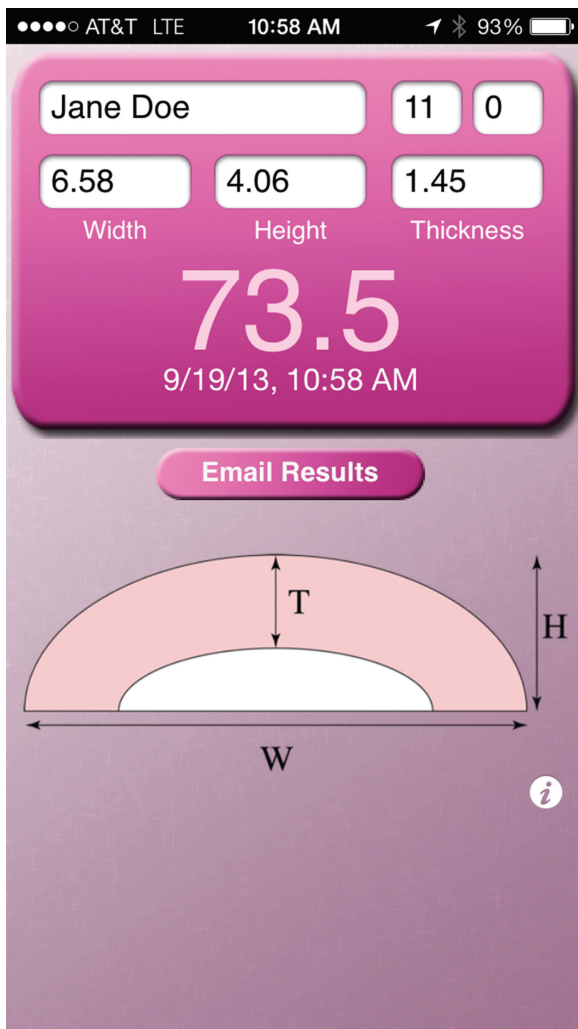 AT&T LTE 10:58 AM 93%
Jane Doe 11 0
6.58 4.06 1.45
Width Height Thickness
73.5
9/19/13, 10:58 AM
Email Results
T
H
W
i